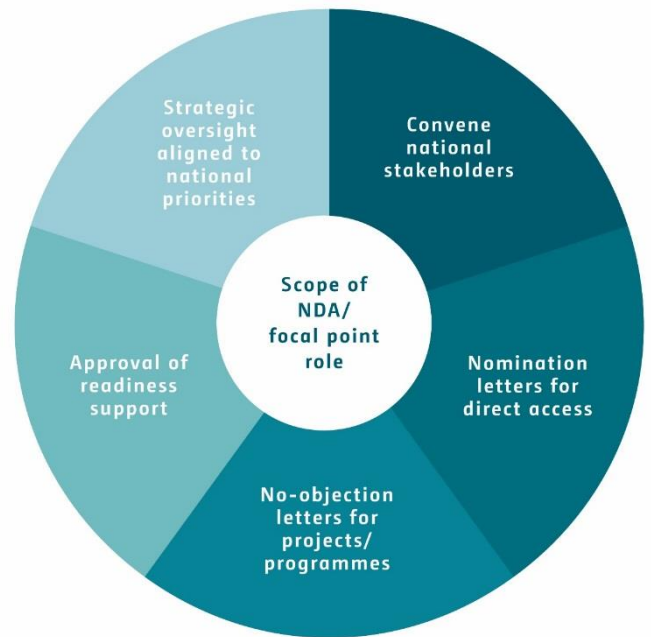 Strategic
oversight
aligned to
national
priorities
Convene
national
stakeholders
Scope of
NDA/
focal point
role
Approval of
readiness
support
Nomination
letters for
direct access
No-objection
letters for
projects/
programmes